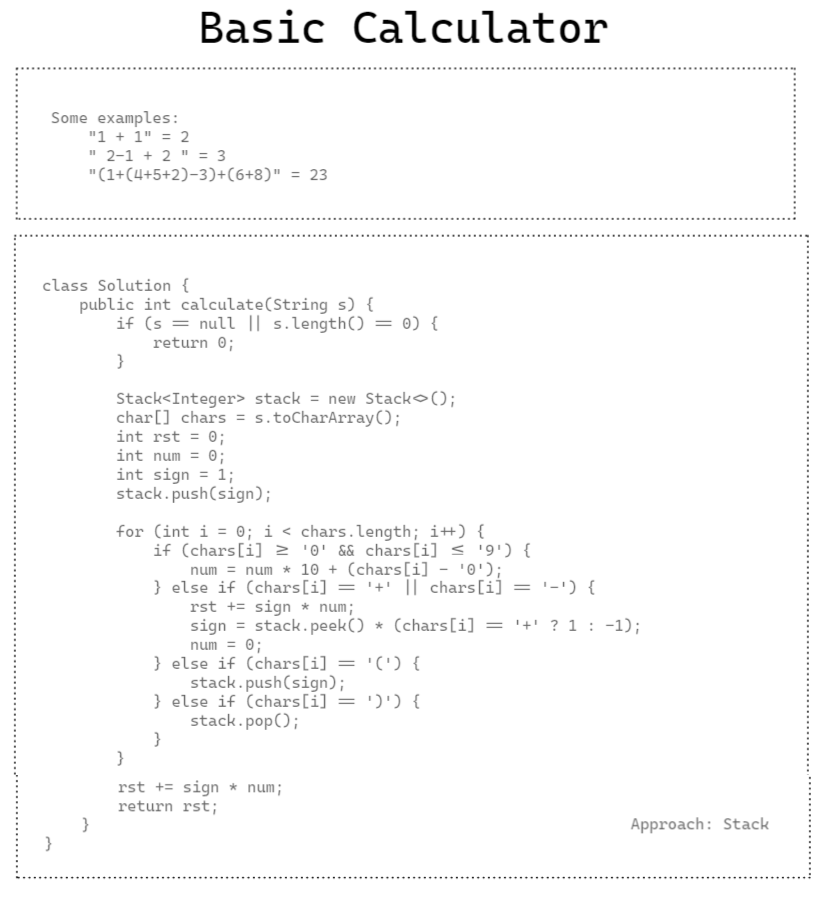 Basic Calculator
Some examples:
"1 + 1" = 2
" 2-1 + 2 " = 3
"(1+(4+5+2)-3)+(6+8)" = 23
class Solution {
public int calculate(String s) {
if (s == null || s.length() == 0) {
return 0;
}
Stack<Integer> stack = new Stack<>();
char[] chars = s.toCharArray();
int rst = 0;
int num = 0;
int sign = 1;
stack.push(sign);
for (int i = 0; i < chars.length; i++) {
if (chars[i] >= '0' && chars[i] <= '9') {
num = num * 10 + (chars[i] - '0');
} else if (chars[i] == '+' || chars[i] == '-') {
rst += sign * num;
sign = stack.peek() * (chars[i] == '+' ? 1 : -1);
num = 0;
} else if (chars[i] == '(') {
stack.push(sign);
} else if (chars[i] == ')') {
stack.pop();
}
}
rst += sign * num;
return rst;
}
Approach: Stack
}